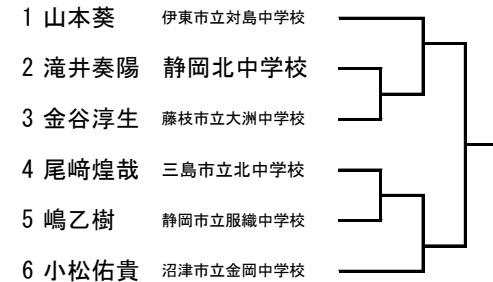 1 山本葵 伊東市立対島中学校
2 滝井奏陽 静岡北中学校
3 金谷淳生 藤枝市立大洲中学校
4 尾﨑煌哉 三島市立北中学校
5 嶋乙樹 静岡市立服織中学校
6 小松佑貴 沼津市立金岡中学校